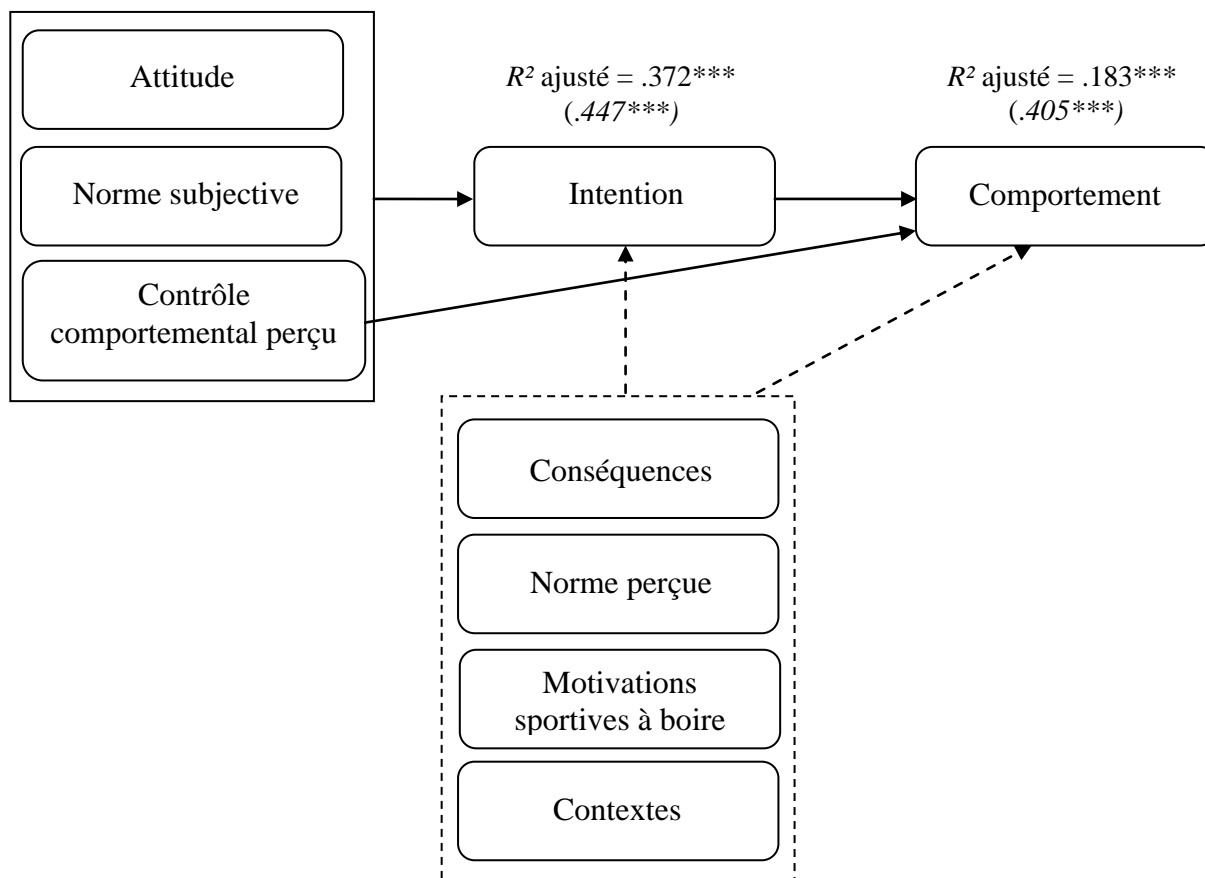 Attitude
Norme subjective
Contrôle
comportemental perçu
R² ajusté = .372***
(.447***)
Intention
R² ajusté = .183***
(.405***)
Comportement
Conséquences
Norme perçue
Motivations
sportives à boire
Contextes